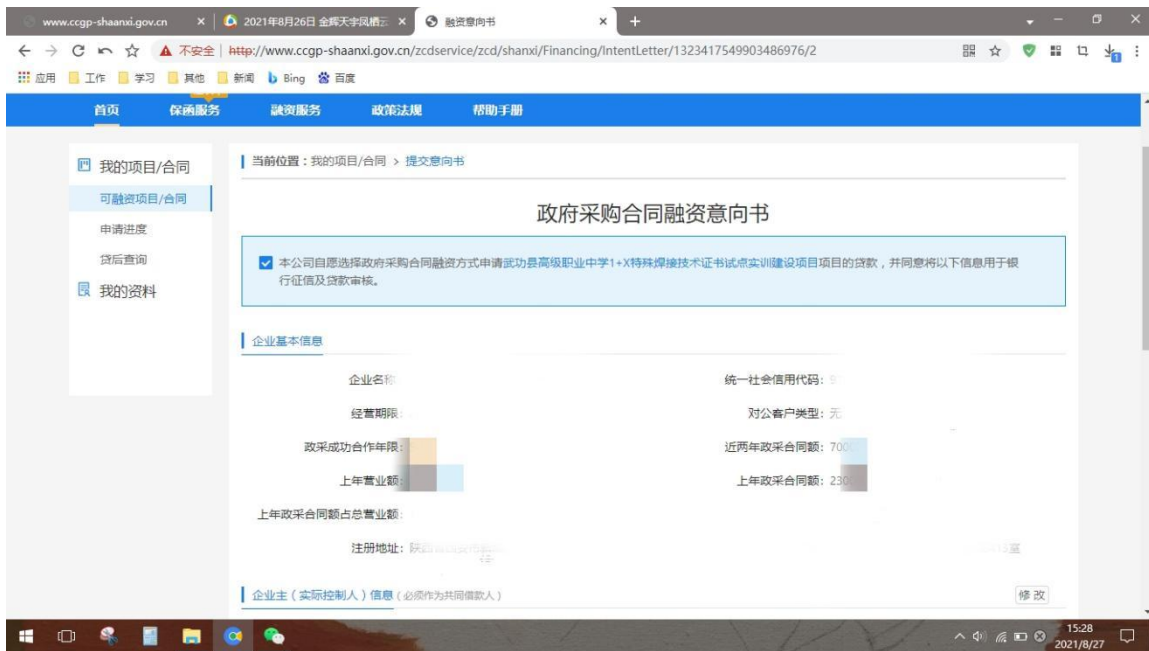 www.ccgp-shaanxi.gov.cn
2021年8月26日 金辉天宇凤栖云
融资意向书
不安全
http://www.ccgp-shaanxi.gov.cn/zcdservice/zcd/shanxi/Financing/IntentLetter/1323417549903486976/2
应用 工作 学习 其他 新闻 Bing 百度
首页 保函服务 融资服务 政策法规 帮助手册
我的项目/合同
可融资项目/合同
申请进度
贷后查询
我的资料
当前位置：我的项目/合同 > 提交意向书
政府采购合同融资意向书
本公司自愿选择政府采购合同融资方式申请武功县高级职业中学1+X特殊焊接技术证书试点实训建设项目项目的贷款，并同意将以下信息用于银
行征信及贷款审核。
企业基本信息
企业名称 统一社会信用代码：9
经营期限： 对公客户类型：无
政采成功合作年限： 近两年政采合同额：700
上年营业额： 上年政采合同额：230
上年政采合同额占总营业额：
注册地址：陕 室
企业主（实际控制人）信息（必须作为共同借款人） 修改
15:28
2021/8/27